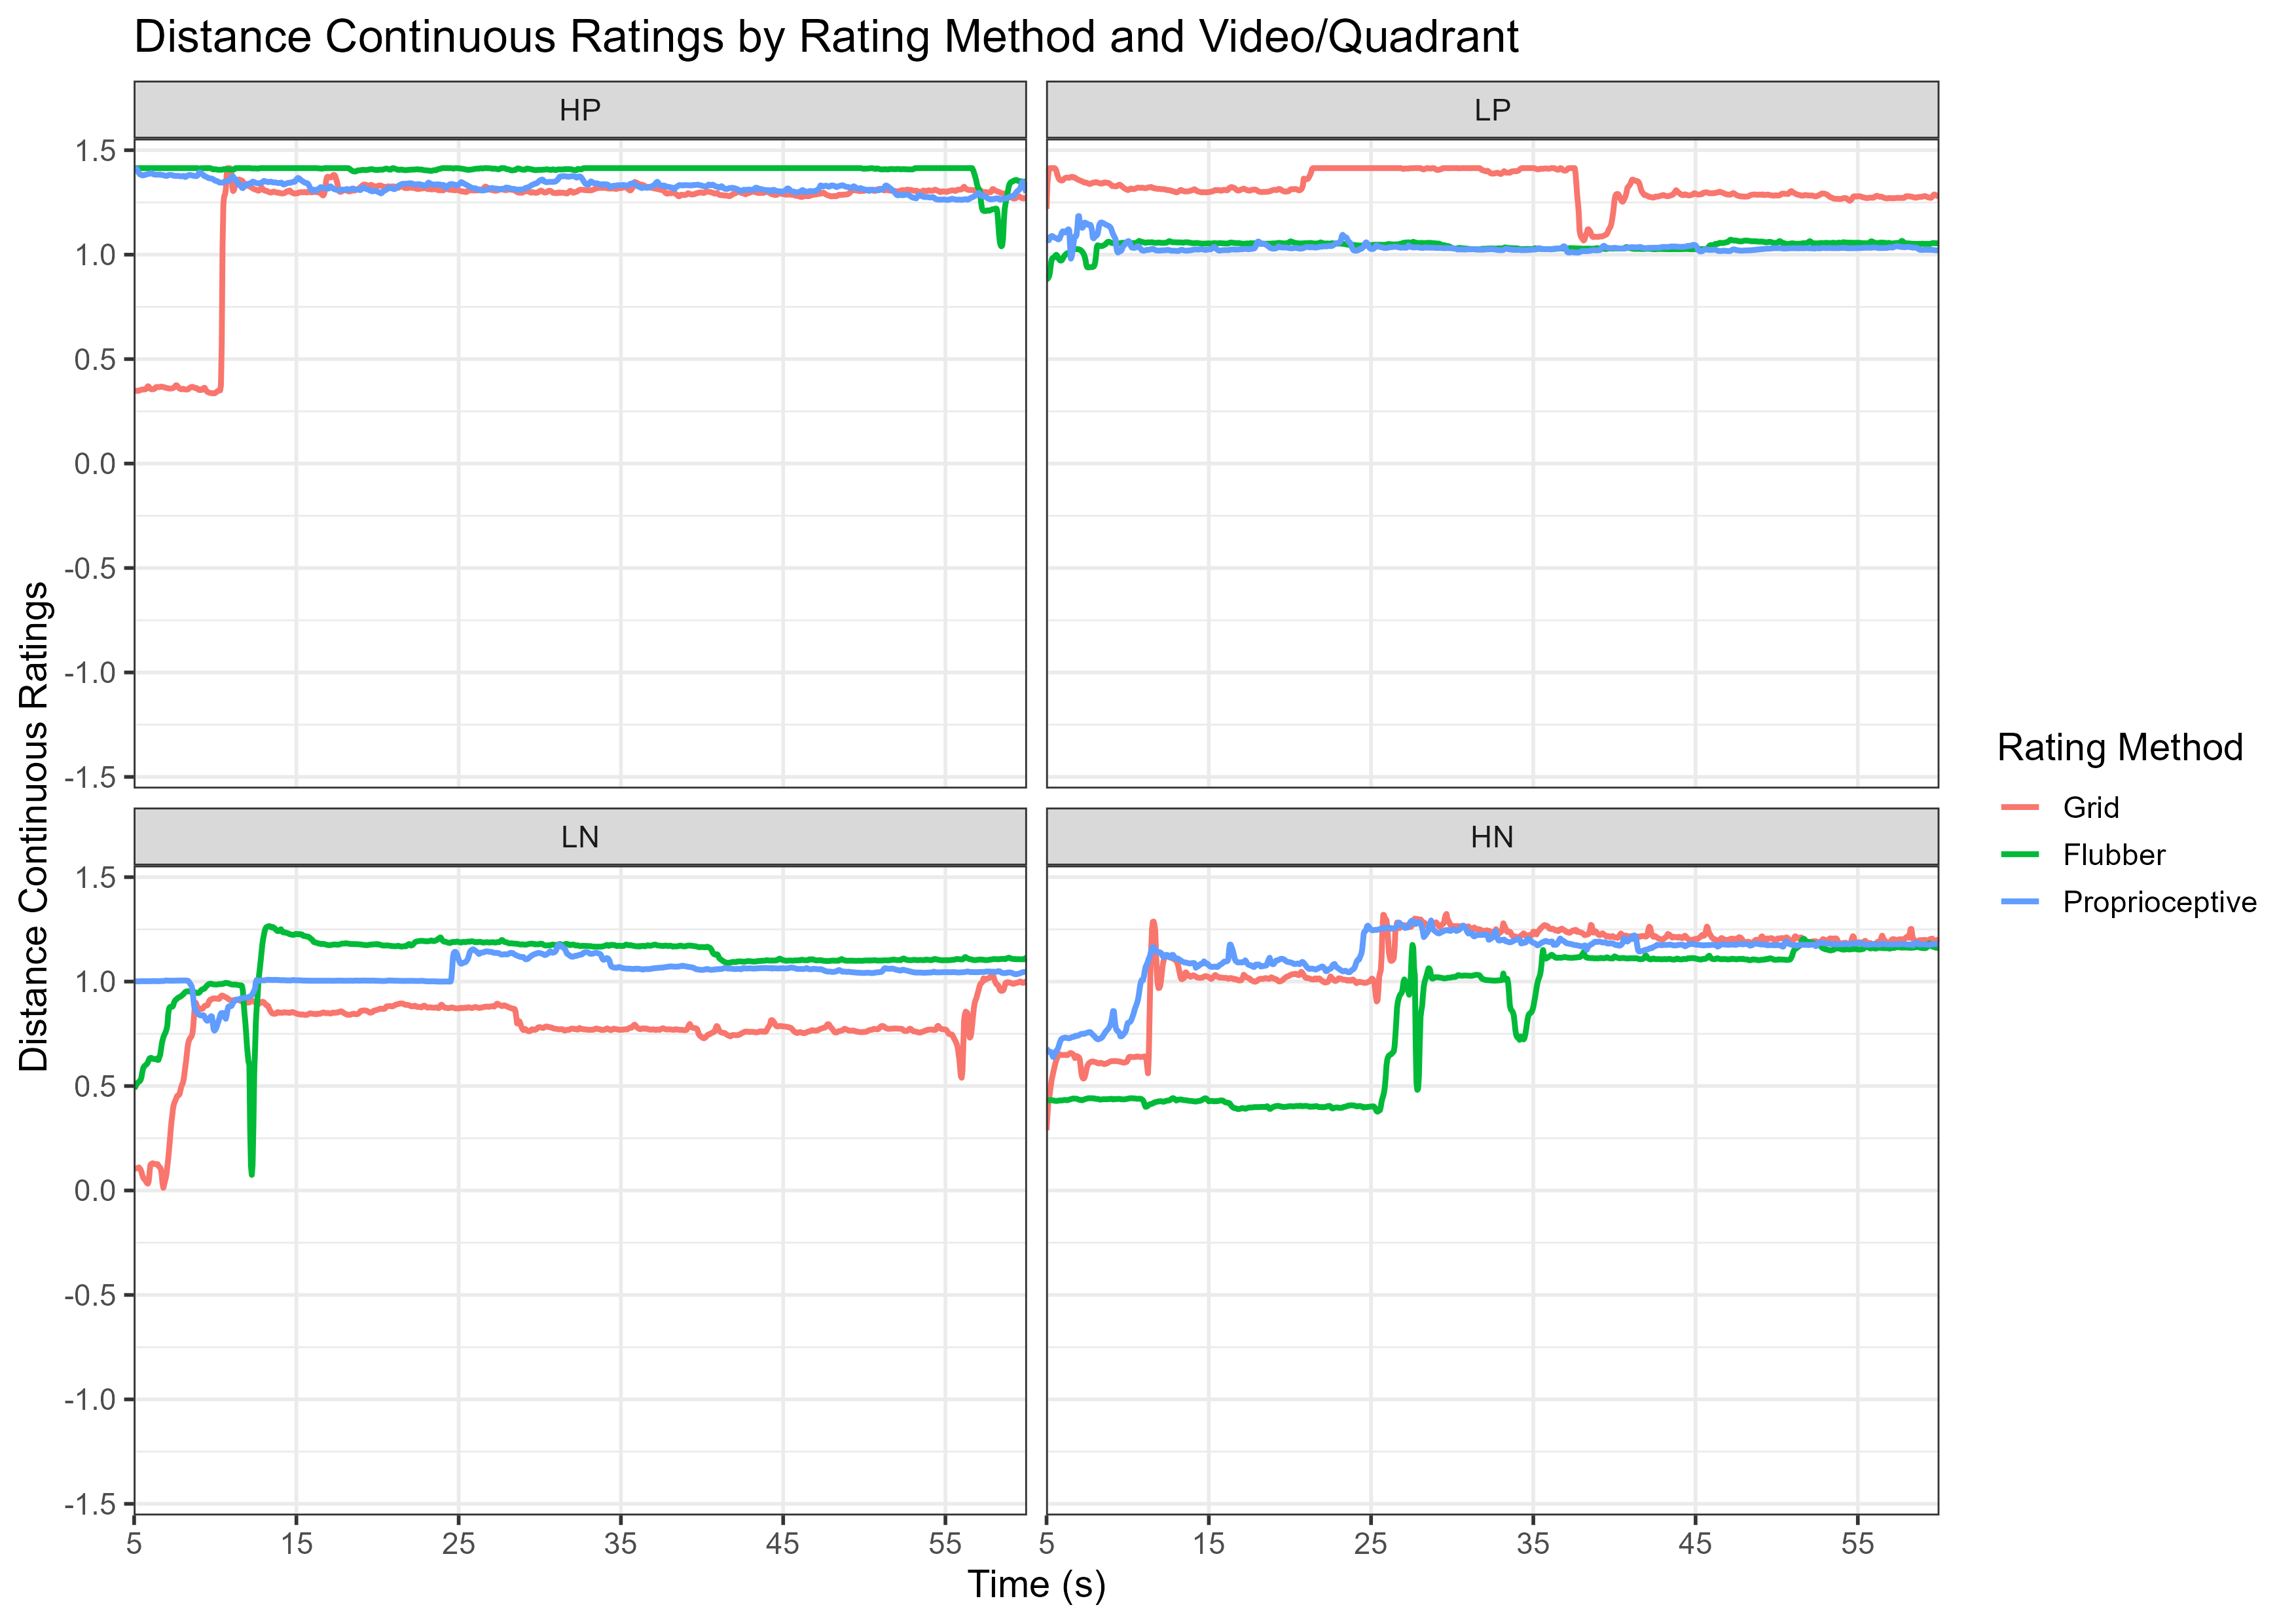 Distance Continuous Ratings by Rating Method and Video/Quadrant
HP
LP
1.5
1.0
0.5
0.0
-0.5
-1.0
-1.5
LN
HN
1.5
1.0
0.5
0.0
-0.5
-1.0
-1.5
5 15 25 35 45 55
5 15 25 35 45 55
Time (s)
Distance Continuous Ratings
Rating Method
Grid
Flubber
Proprioceptive